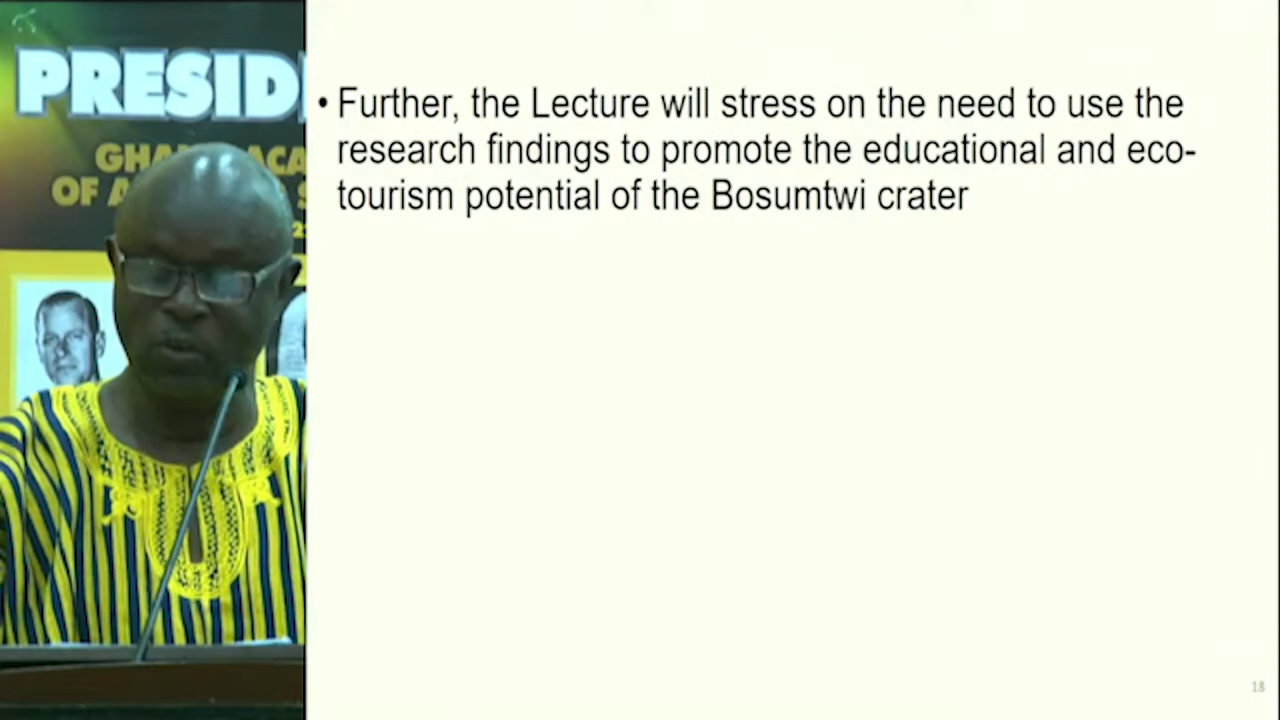 PRESID
GHA ACA
OF A S
• Further, the Lecture will stress on the need to use the
research findings to promote the educational and eco-
tourism potential of the Bosumtwi crater
18